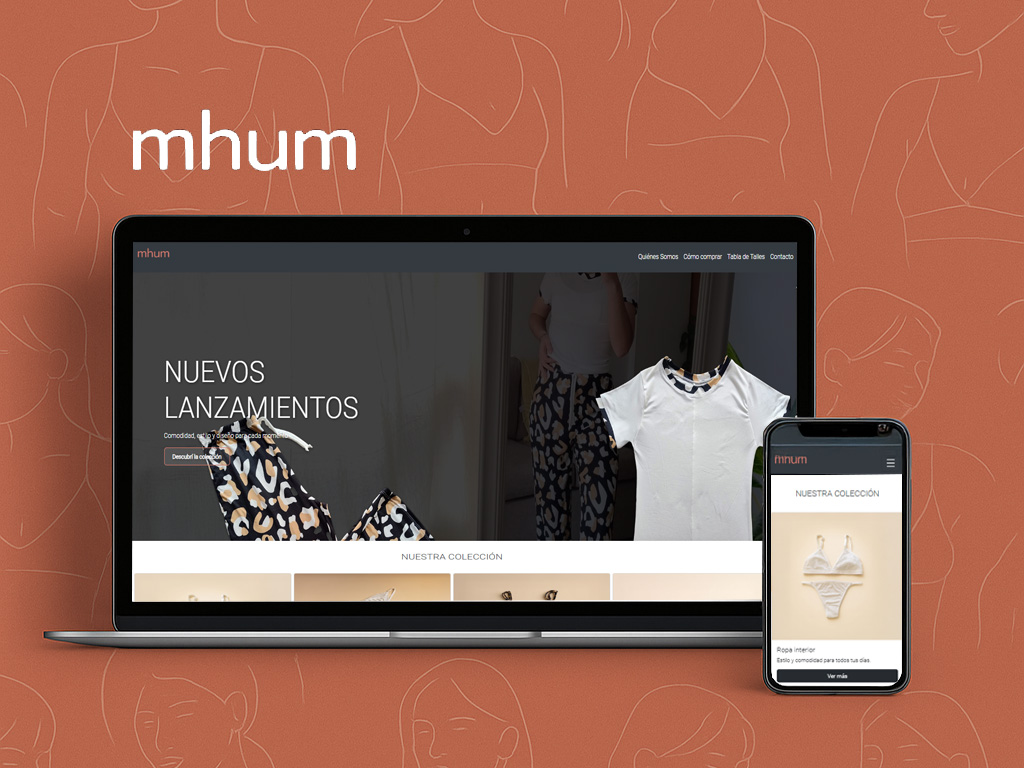 mhum
mhum
Quiénes Somos Cómo comprar Tabla de Talles Contacto
NUEVOS
LANZAMIENTOS
Comodidad, estilo y diseño para cada momento
Descubrí la colección
NUESTRA COLECCIÓN
mhum
NUESTRA COLECCIÓN
Ropa interior
Estilo y comodidad para todos tus días
Ver más